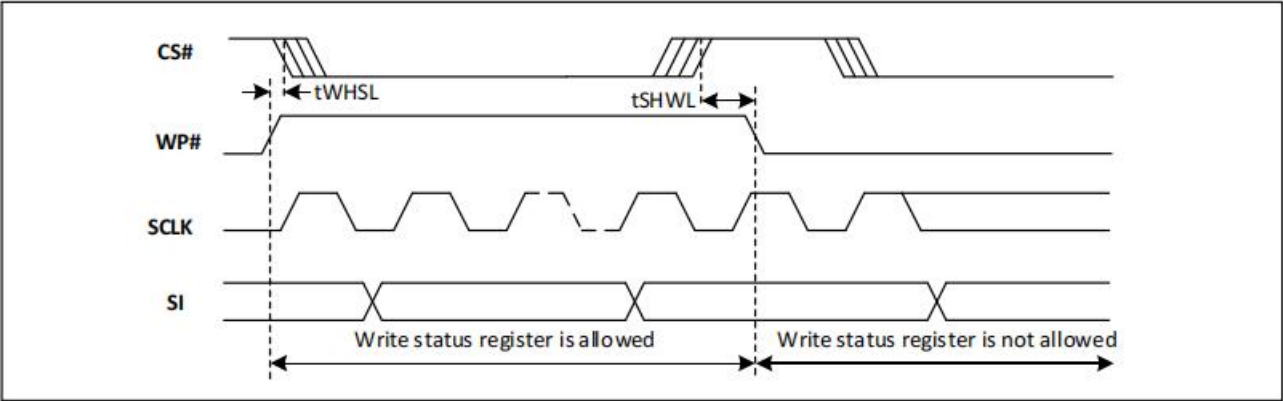 CS#
tWHSL
tSHWL
WP#
SCLK
SI
Write status register is allowed
Write status register is not allowed